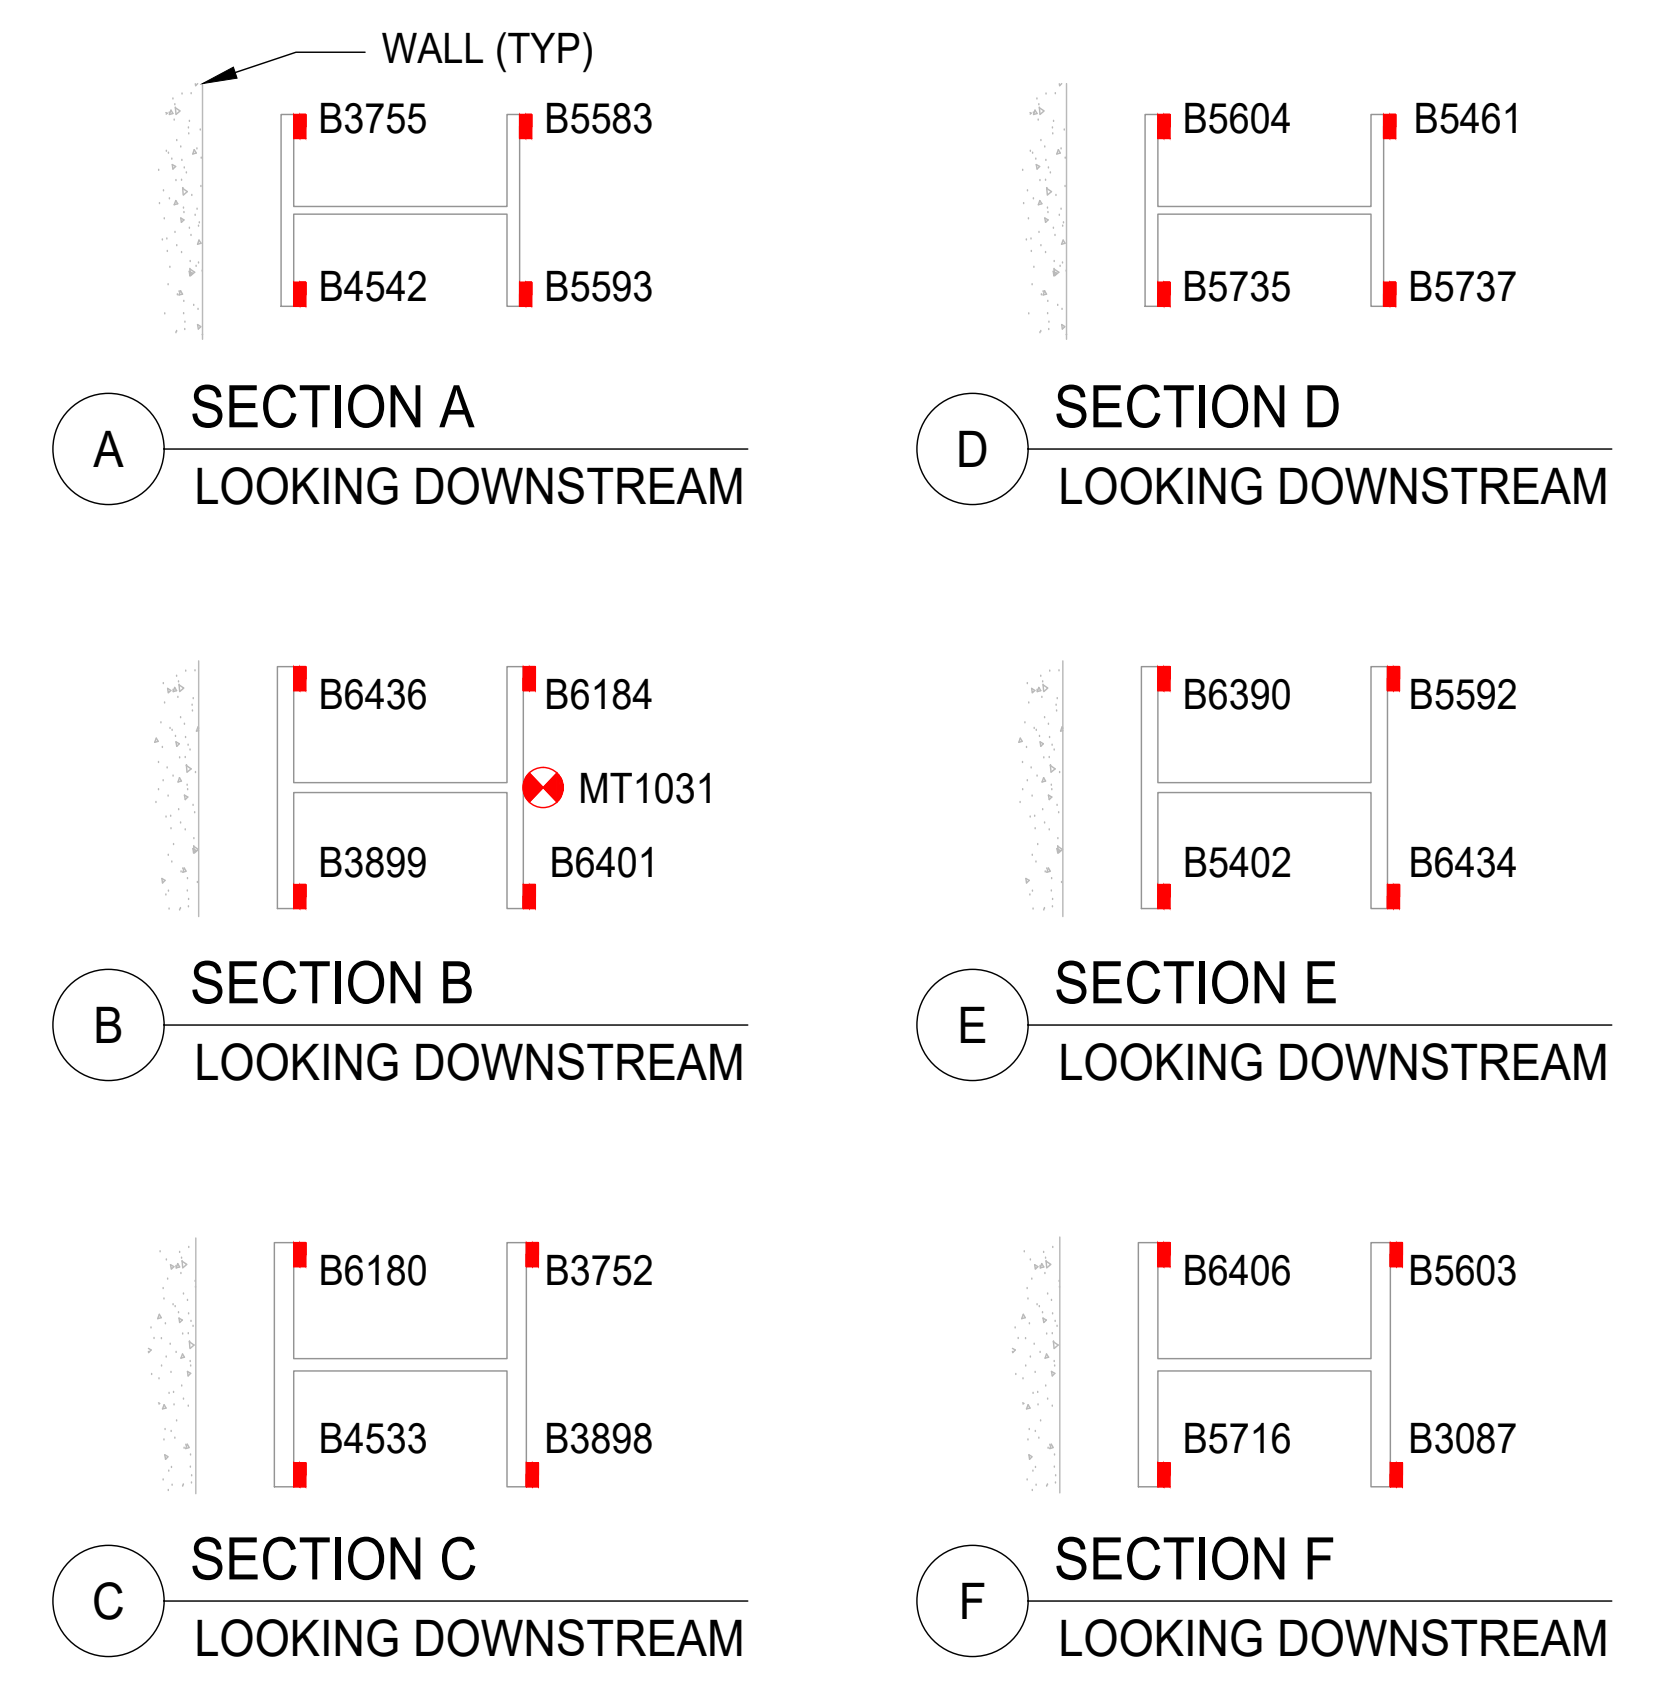 WALL (TYP)
B3755 B5583
B4542 B5593
A SECTION A
LOOKING DOWNSTREAM
B5604 B5461
B5735 B5737
D SECTION D
LOOKING DOWNSTREAM
B6436 B6184
MT1031
B3899 B6401
B SECTION B
LOOKING DOWNSTREAM
B6390 B5592
B5402 B6434
E SECTION E
LOOKING DOWNSTREAM
B6180 B3752
B4533 B3898
C SECTION C
LOOKING DOWNSTREAM
B6406 B5603
B5716 B3087
F SECTION F
LOOKING DOWNSTREAM